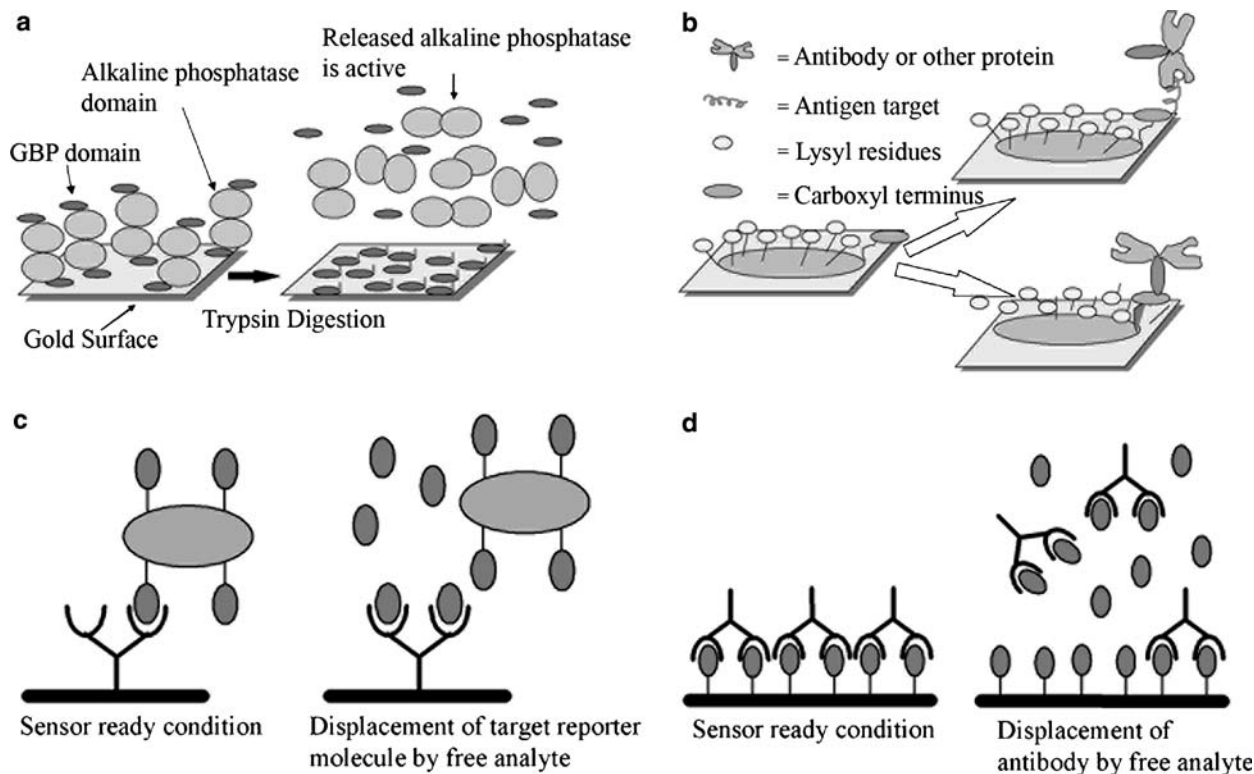 a
Released alkaline phosphatase
is active
Alkaline phosphatase
domain
GBP domain
Trypsin Digestion
Gold Surface
b
= Antibody or other protein
= Antigen target
= Lysyl residues
= Carboxyl terminus
c
Sensor ready condition
Displacement of target reporter
molecule by free analyte
d
Sensor ready condition
Displacement of
antibody by free analyte